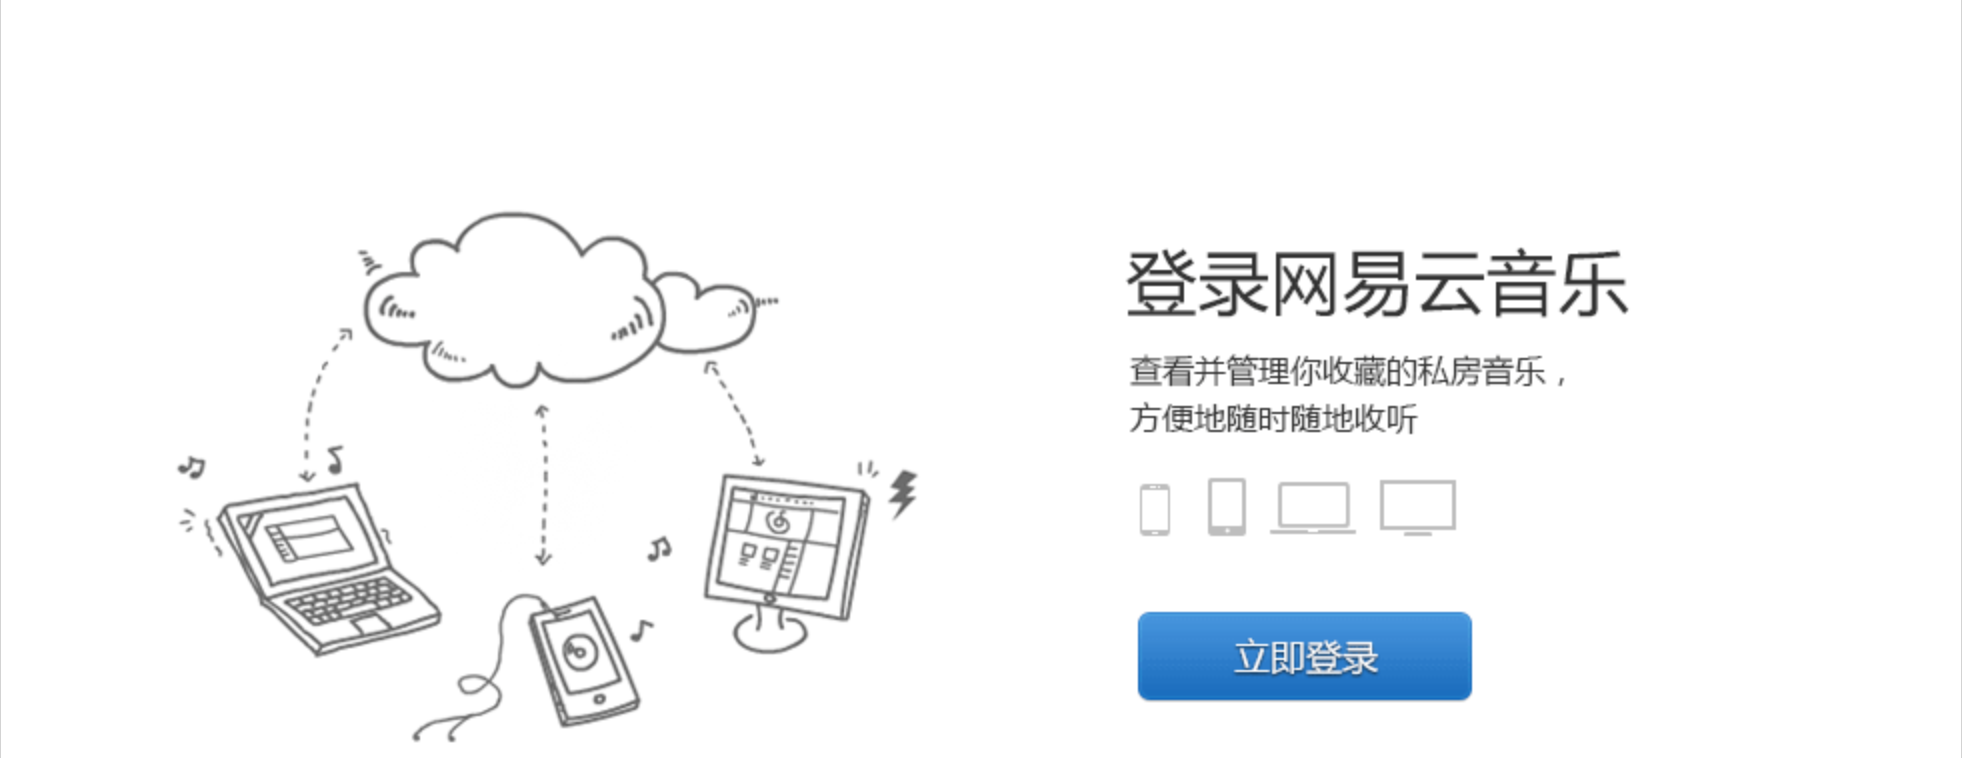 登录网易云音乐
查看并管理你收藏的私房音乐，
方便地随时随地收听
立即登录